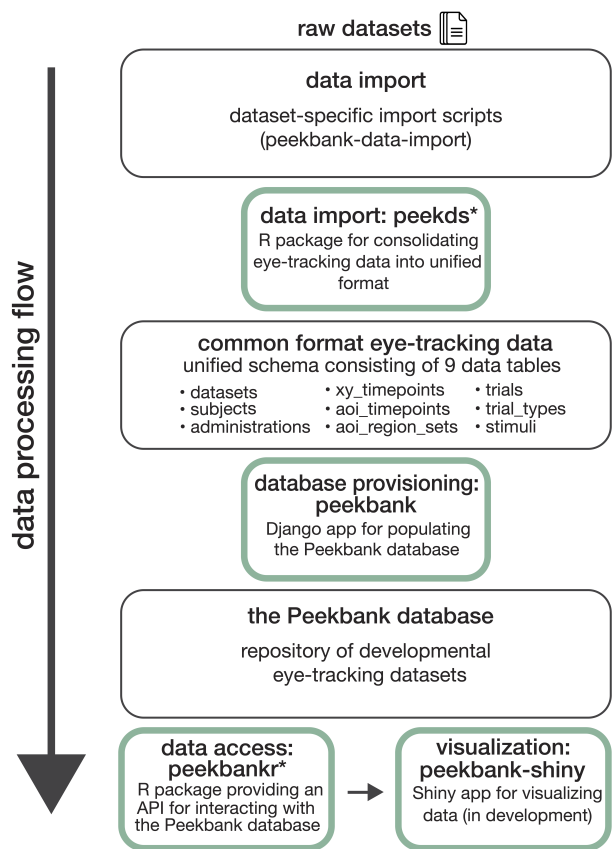 raw datasets
data import
dataset-specific import scripts
(peekbank-data-import)
data import: peekds*
R package for consolidating
eye-tracking data into unified
format
common format eye-tracking data
unified schema consisting of 9 data tables
• datasets
• subjects
• administrations
• xy_timepoints
• aoi_timepoints
• aoi_region_sets
• trials
• trial_types
• stimuli
database provisioning:
peekbank
Django app for populating
the Peekbank database
the Peekbank database
repository of developmental
eye-tracking datasets
data access:
peekbankr*
R package providing an
API for interacting with
the Peekbank database
visualization:
peekbank-shiny
Shiny app for visualizing
data (in development)
data processing flow